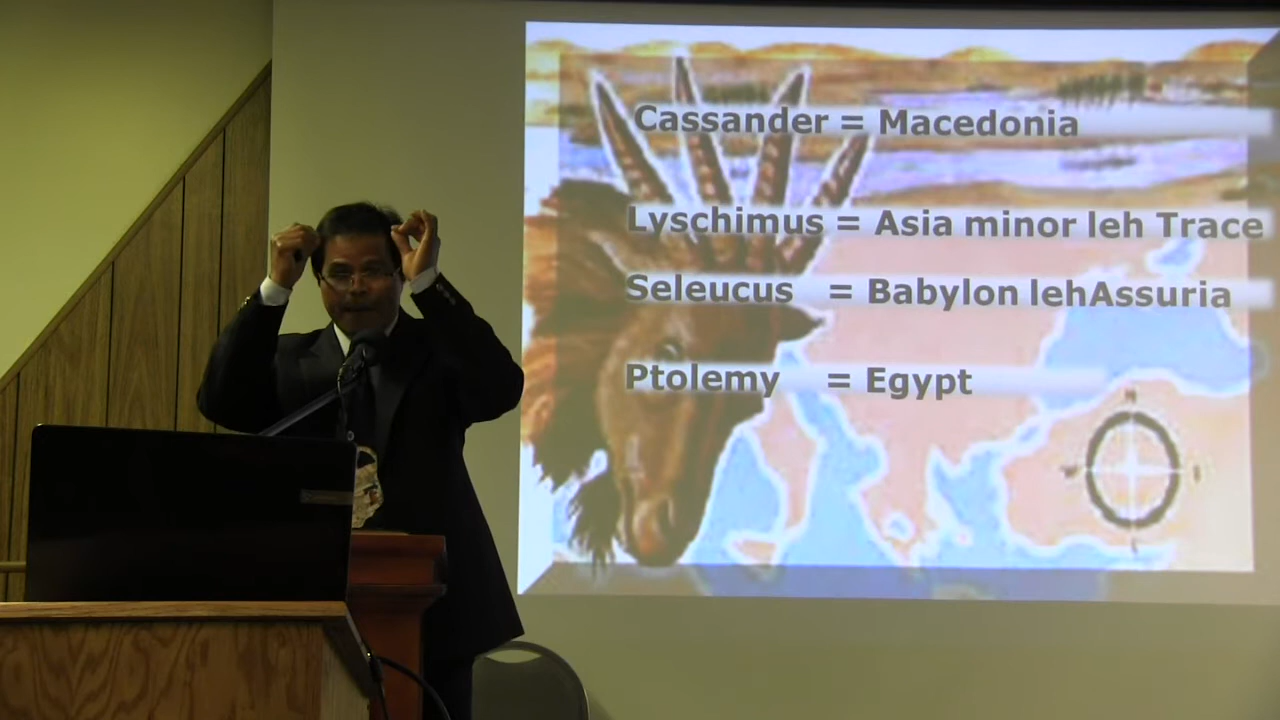 Cassander = Macedonia
Lyschimus = Asia minor leh Trace
Seleucus = Babylon lehAssuria
Ptolemy = Egypt
N